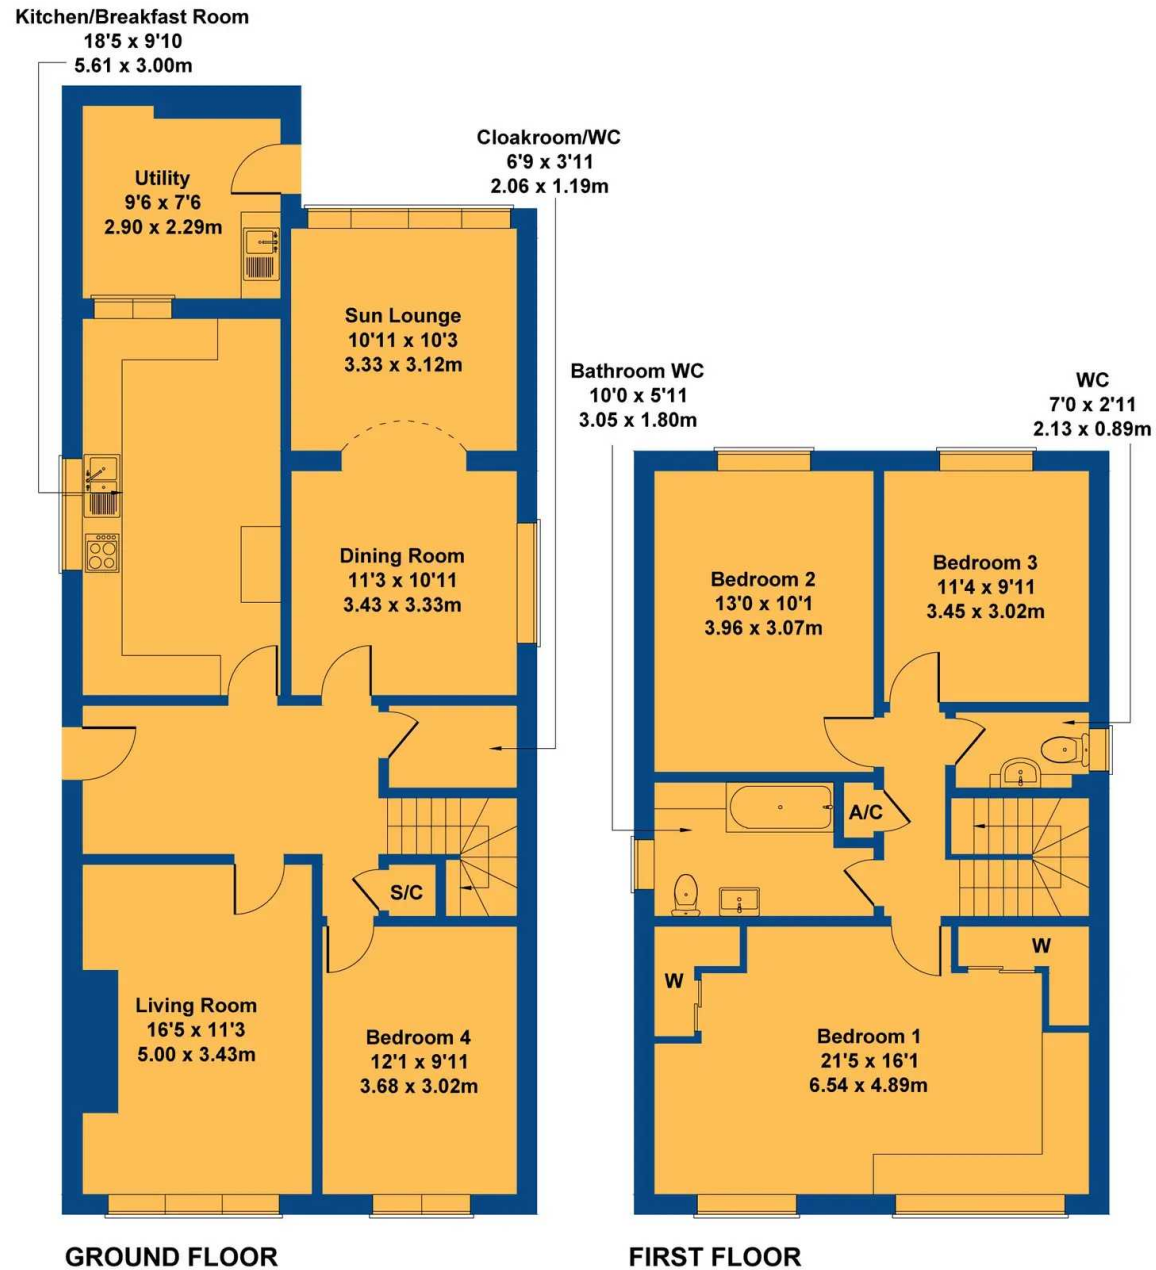 Kitchen/Breakfast Room
18'5 x 9'10
5.61 x 3.00m
Cloakroom/WC
6'9 x 3'11
2.06 x 1.19m
Utility
9'6 x 7'6
2.90 x 2.29m
Sun Lounge
10'11 x 10'3
3.33 x 3.12m
Dining Room
11'3 x 10'11
3.43 x 3.33m
S/C
Living Room
16'5 x 11'3
5.00 x 3.43m
Bedroom 4
12'1 x 9'11
3.68 x 3.02m
GROUND FLOOR
Bathroom WC
10'0 x 5'11
3.05 x 1.80m
WC
7'0 x 2'11
2.13 x 0.89m
Bedroom 2
13'0 x 10'1
3.96 x 3.07m
Bedroom 3
11'4 x 9'11
3.45 x 3.02m
A/C
W
W
Bedroom 1
21'5 x 16'1
6.54 x 4.89m
FIRST FLOOR